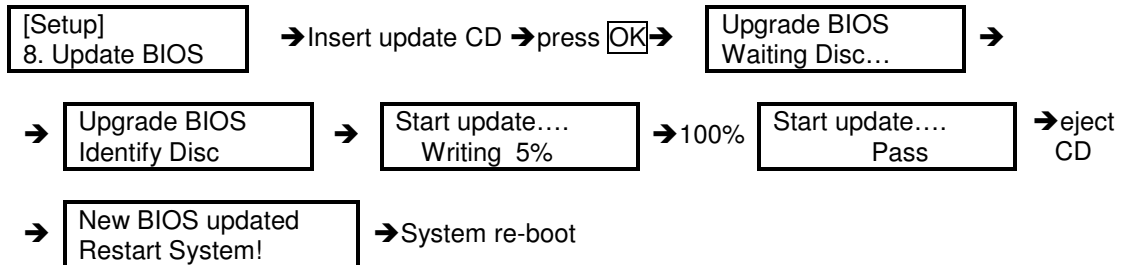 [Setup]
8. Update BIOS
➔Insert update CD ➔press OK➔
Upgrade BIOS
Waiting Disc…
➔
➔
Upgrade BIOS
Identify Disc
➔
Start update….
Writing 5%
➔100%
Start update….
Pass
➔eject
CD
➔
New BIOS updated
Restart System!
➔System re-boot